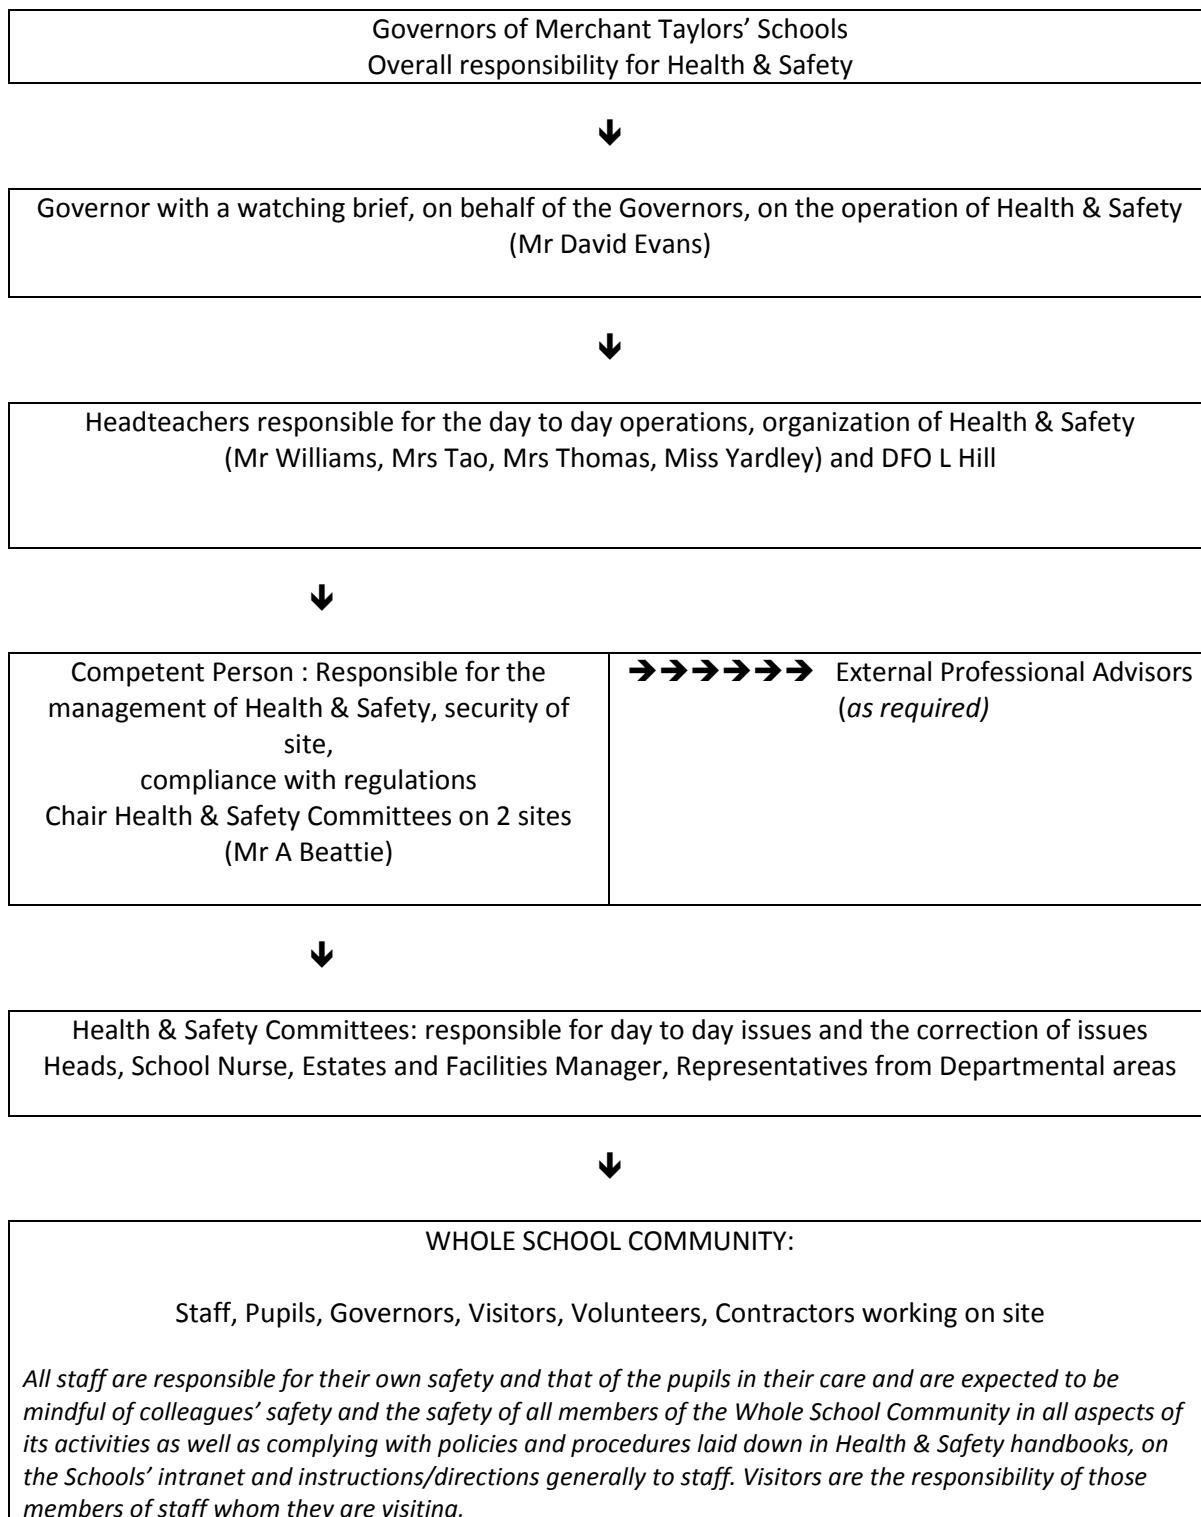 Governors of Merchant Taylors’ Schools
Overall responsibility for Health & Safety
🡻
Governor with a watching brief, on behalf of the Governors, on the operation of Health & Safety
(Mr David Evans)
🡻
Headteachers responsible for the day to day operations, organization of Health & Safety
(Mr Williams, Mrs Tao, Mrs Thomas, Miss Yardley) and DFO L Hill
🡻
Competent Person : Responsible for the
management of Health & Safety, security of
site,
compliance with regulations
Chair Health & Safety Committees on 2 sites
(Mr A Beattie)
➔➔➔➔➔➔ External Professional Advisors
(as required)
🡻
Health & Safety Committees: responsible for day to day issues and the correction of issues
Heads, School Nurse, Estates and Facilities Manager, Representatives from Departmental areas
🡻
WHOLE SCHOOL COMMUNITY:
Staff, Pupils, Governors, Visitors, Volunteers, Contractors working on site
All staff are responsible for their own safety and that of the pupils in their care and are expected to be
mindful of colleagues’ safety and the safety of all members of the Whole School Community in all aspects of
its activities as well as complying with policies and procedures laid down in Health & Safety handbooks, on
the Schools’ intranet and instructions/directions generally to staff. Visitors are the responsibility of those
members of staff whom they are visiting.